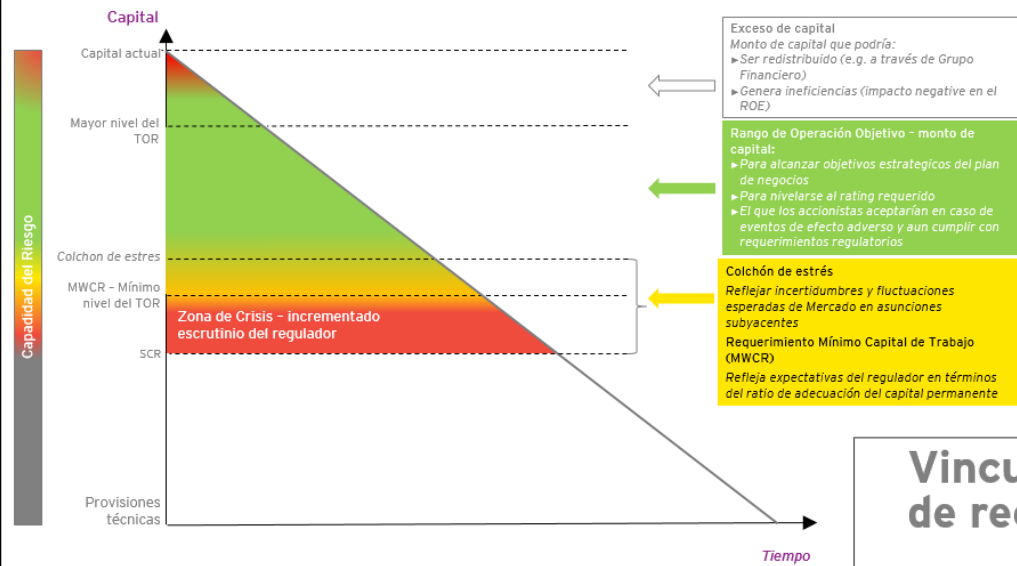 Capital
Capital actual
Mayor nivel del
TOR
Colchon de estres
MWCR – Mínimo
nivel del TOR
SCR
Provisiones
técnicas
Capadidad del Riesgo
Zona de Crisis – incrementado
escrutinio del regulador
Tiempo
Exceso de capital
Monto de capital que podría:
►Ser redistribuido (e.g. a través de Grupo
Financiero)
►Genera ineficiencias (impacto negative en el
ROE)
Rango de Operación Objetivo – monto de
capital:
►Para alcanzar objetivos estrategicos del plan
de negocios
►Para nivelarse al rating requerido
►El que los accionistas aceptarían en caso de
eventos de efecto adverso y aun cumplir con
requerimientos regulatorios
Colchón de estrés
Reflejar incertidumbres y fluctuaciones
esperadas de Mercado en asunciones
subyacentes
Requerimiento Mínimo Capital de Trabajo
(MWCR)
Refleja expectativas del regulador en términos
del ratio de adecuación del capital permanente
Vincu
de re